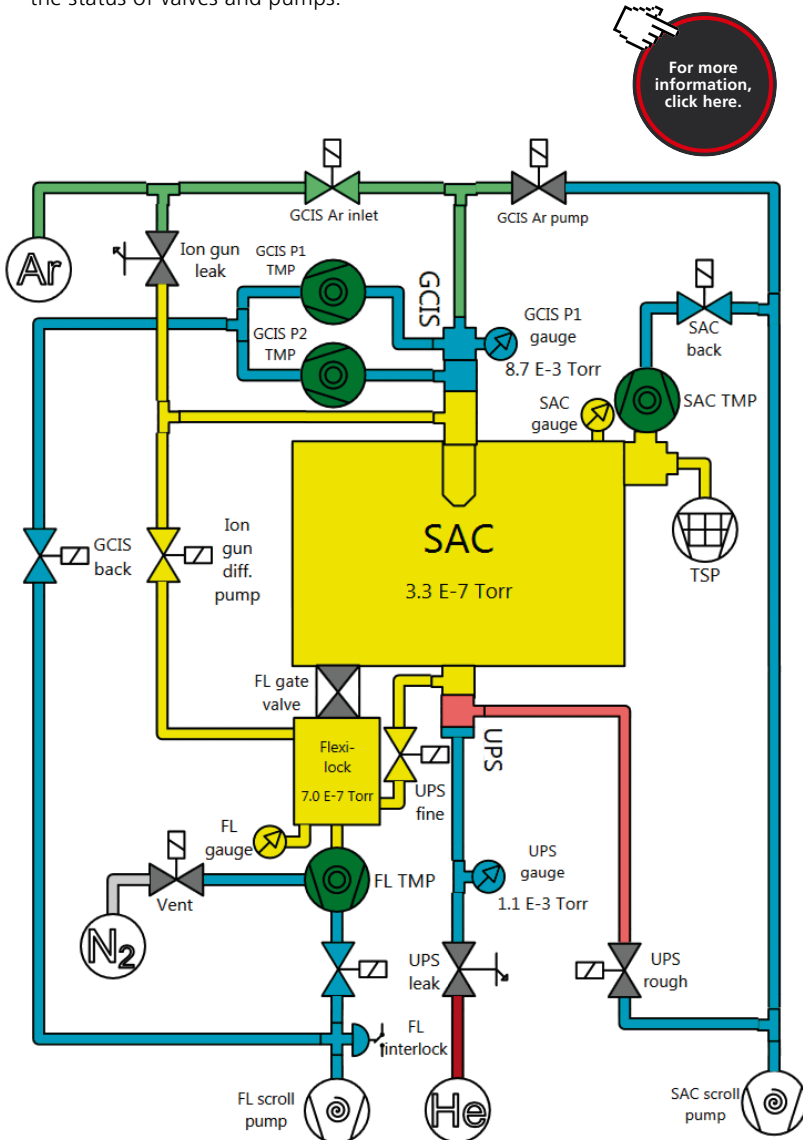 the status of valves and pumps.
For more
information,
click here.
GCIS Ar inlet
GCIS Ar pump
Ar
Ion gun
leak
GCIS P1
TMP
GCIS
GCIS P1
gauge
8.7 E-3 Torr
SAC
back
GCIS P2
TMP
SAC
gauge
SAC TMP
SAC
3.3 E-7 Torr
TSP
GCIS
back
Ion
gun
diff.
pump
FL gate
valve
Flexi-
lock
7.0 E-7 Torr
UPS
fine
UPS
FL
gauge
FL TMP
UPS
gauge
1.1 E-3 Torr
Vent
N2
UPS
leak
UPS
rough
FL
interlock
FL scroll
pump
He
SAC scroll
pump